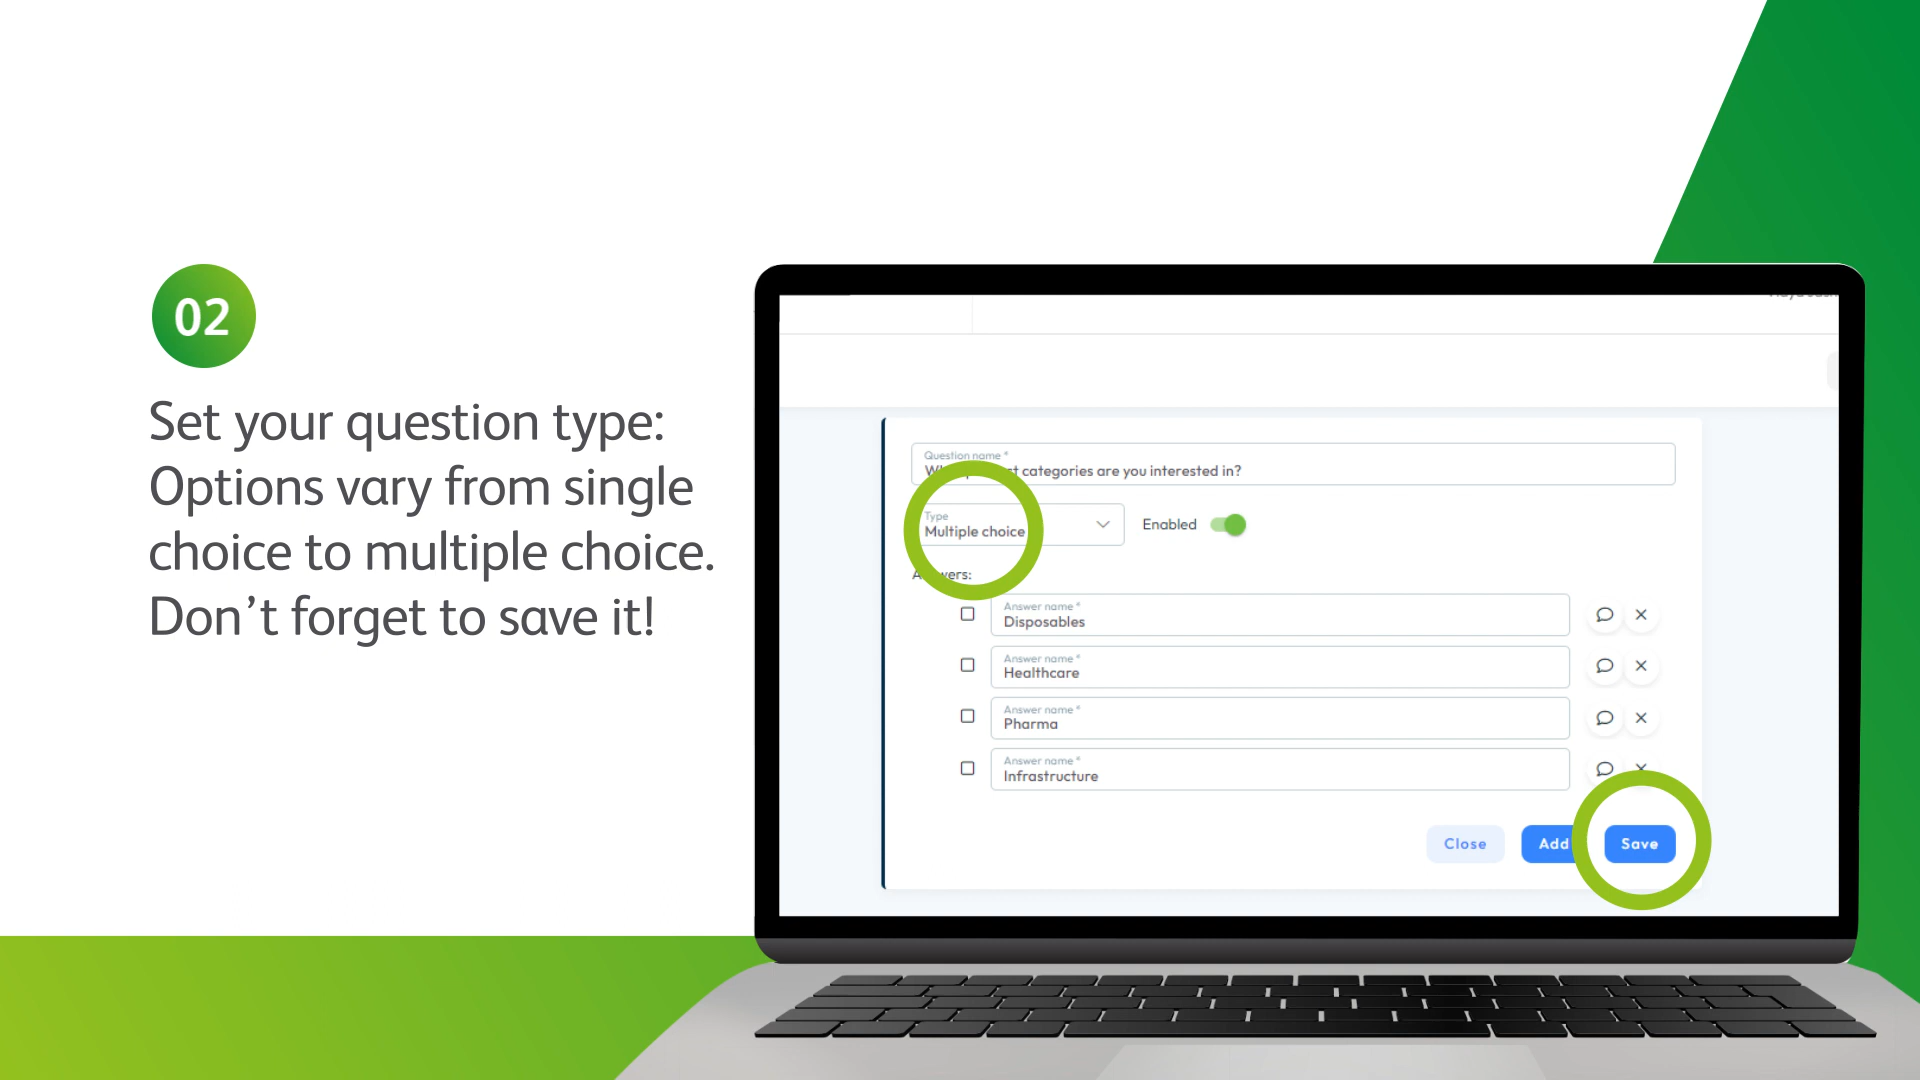 02
Set your question type:
Options vary from single
choice to multiple choice.
Don't forget to save it!
Question name *
categories are you interested in?
Type
Multiple choice
Enabled
Answer name *
Disposables
Answer name *
Healthcare
Answer name *
Pharma
Answer name *
Infrastructure
Close
Add
Save